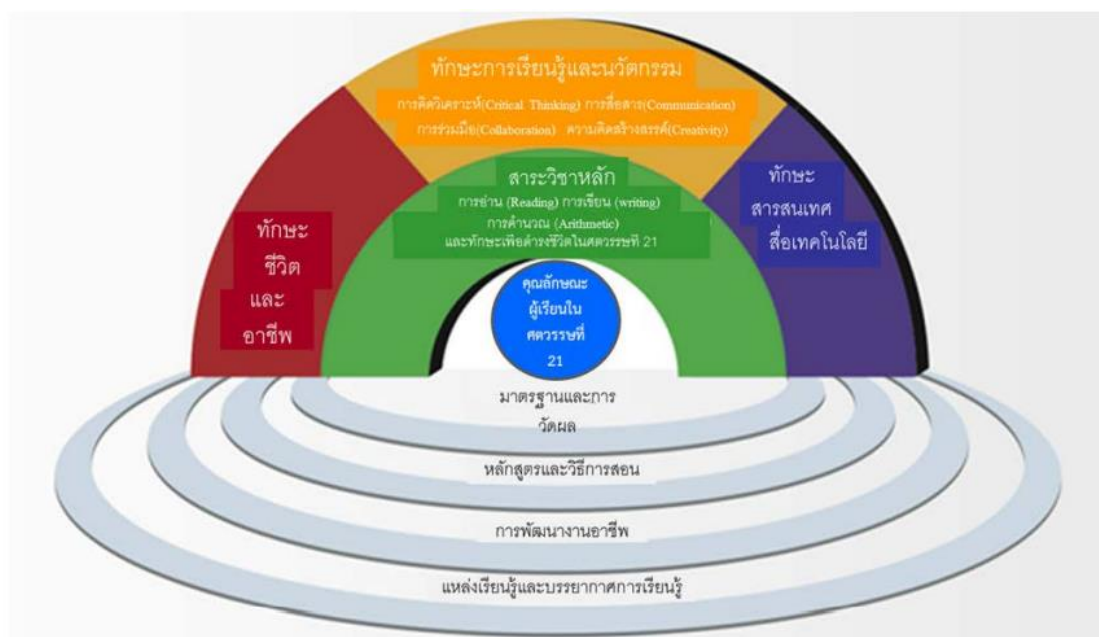 ทักษะการเรียนรู้และนวัตกรรม
การคิดวิเคราะห์(Critical Thinking) การสื่อสาร(Communication)
การร่วมมือ(Collaboration) ความคิดสร้างสรรค์(Creativity)
สาระวิชาหลัก
การอ่าน (Reading) การเขียน (writing)
การคำนวณ (Arithmetic)
และทักษะเพื่อดำรงชีวิตในศตวรรษที่ 21
ทักษะ
ชีวิต
และ
อาชีพ
ทักษะ
สารสนเทศ
สื่อเทคโนโลยี
คุณลักษณะ
ผู้เรียนใน
ศตวรรษที่
21
มาตรฐานและการ
วัดผล
หลักสูตรและวิธีการสอน
การพัฒนางานอาชีพ
แหล่งเรียนรู้และบรรยากาศการเรียนรู้